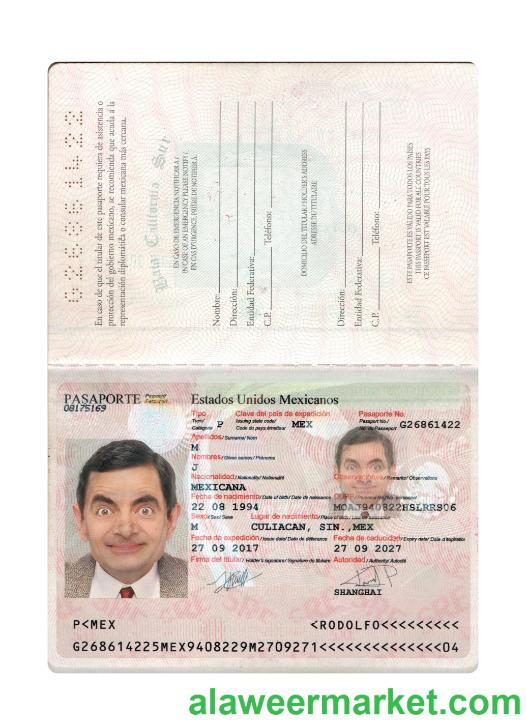 G26861422
En caso de que el titular de este pasaporte requiera de asistencia o
protección del gobierno mexicano, se recomienda que acuda a la
representación diplomática o consular mexicana más cercana.
Baja California Sur
EN CASO DE EMERGENCIA NOTIFICAR A /
IN CASE OF AN EMERGENCY PLEASE NOTIFY /
EN CAS D'URGENCE, PRIÈRE DE NOTIFIER À.
Nombre:
Dirección:
Entidad Federativa:
C.P. Teléfono:
DOMICILIO DEL TITULAR / HOLDER'S ADDRESS
ADRESSE DU TITULAIRE
Dirección:
Entidad Federativa:
C.P. Teléfono:
ESTE PASAPORTE ES VÁLIDO PARA TODOS LOS PAÍSES
THIS PASSPORT IS VALID FOR ALL COUNTRIES
CE PASSEPORT EST VALABLE POUR TOUS LES PAYS
PASAPORTE Passport Passeport Estados Unidos Mexicanos
08175169
Tipo Clave del país de expedición Pasaporte No.
Type/ Issuing state code/ Passport No./
Catégorie P Code du pays émetteur MEX No. du Passeport G26861422
Apellidos/Surname/Nom
M
Nombres/Given names/Prénoms
J
Nacionalidad/Nationality/Nationalité Observaciones/Remarks/Observations
MEXICANA
Fecha de nacimiento/Date of birth/Date de naissance CURP/Personal
22 08 1994 MOAJ940822HSLRRS06
Sexo/Sex/Sexe Lugar de nacimiento/Place of birth/Lieu de naissance
M CULIACAN, SIN.,MEX
Fecha de expedición/Issue date/Date de délivrance Fecha de caducidad/Expiry date/Date d'expiration
27 09 2017 27 09 2027
Firma del titular/Holder's signature/Signature du titulaire Autoridad/Authority/Autorité
SHANGHAI
P<MEX <RODOLFO<<<<<<<<<
G268614225MEX9408229M2709271<<<<<<<<<<<<<<04
alaweermarket.com